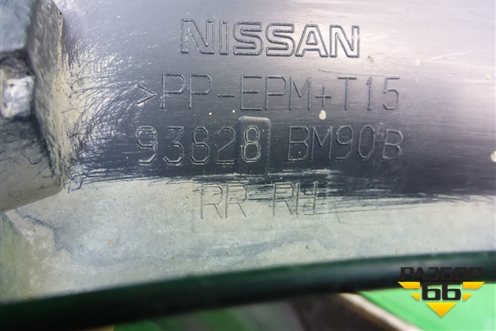 NISSAN
>PP-EPM+T15
93828 BM90B
RR-RH
РАЗБОР
66